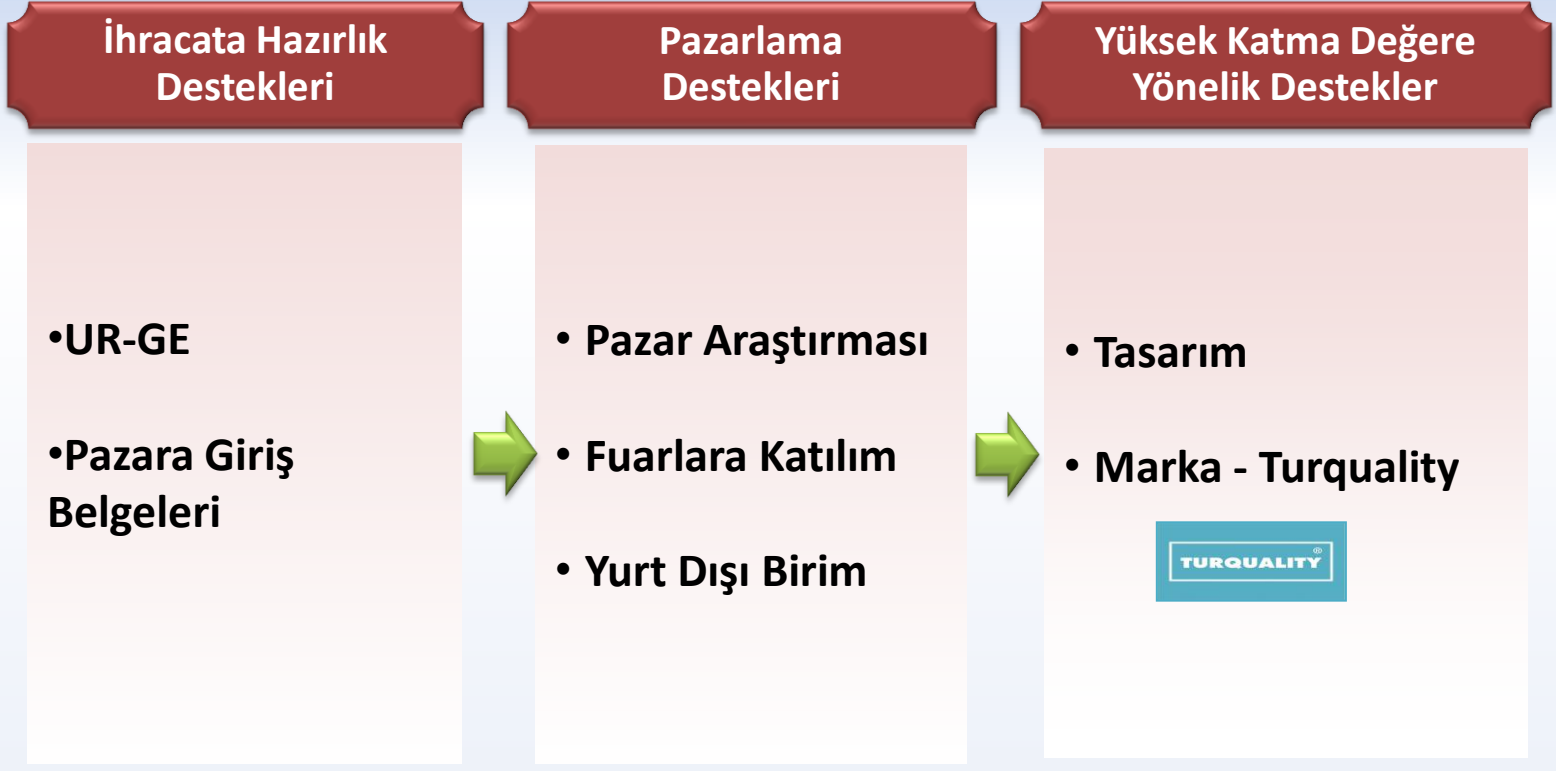 İhracata Hazırlık
Destekleri
•UR-GE
•Pazara Giriş
Belgeleri
Pazarlama
Destekleri
• Pazar Araştırması
• Fuarlara Katılım
• Yurt Dışı Birim
Yüksek Katma Değere
Yönelik Destekler
• Tasarım
• Marka - Turquality
TURQUALITY®